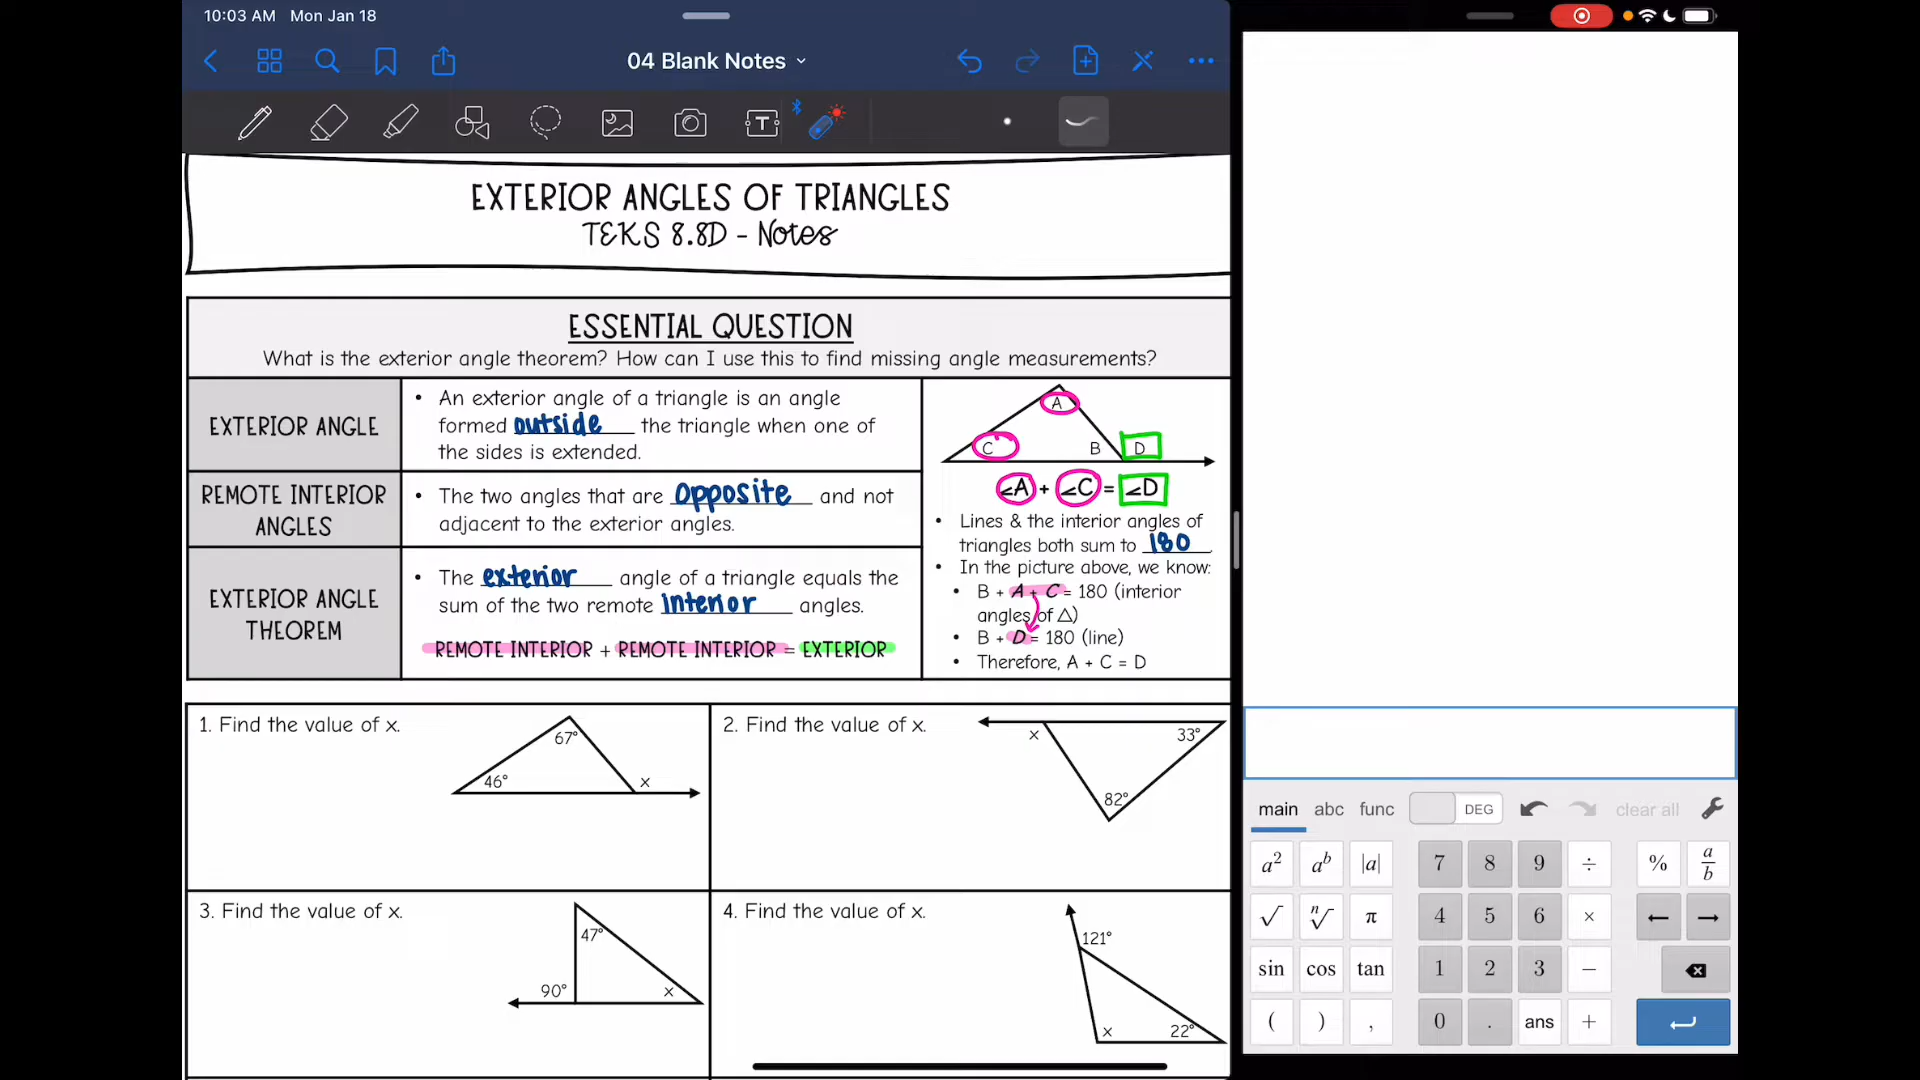 10:03 AM Mon Jan 18
04 Blank Notes
T
EXTERIOR ANGLES OF TRIANGLES
TEKS 8.8D - Notes
ESSENTIAL QUESTION
What is the exterior angle theorem? How can I use this to find missing angle measurements?
EXTERIOR ANGLE
• An exterior angle of a triangle is an angle
formed outside the triangle when one of
the sides is extended.
REMOTE INTERIOR
ANGLES
• The two angles that are opposite and not
adjacent to the exterior angles.
EXTERIOR ANGLE
THEOREM
• The exterior angle of a triangle equals the
sum of the two remote interior angles.
REMOTE INTERIOR + REMOTE INTERIOR = EXTERIOR
A
C B D
∠A + ∠C = ∠D
• Lines & the interior angles of
triangles both sum to 180.
• In the picture above, we know:
• B + A + C = 180 (interior
angles of △)
• B + D = 180 (line)
• Therefore, A + C = D
1. Find the value of x.
67°
46° x
2. Find the value of x.
x 33°
82°
3. Find the value of x.
47°
90° x
4. Find the value of x.
121°
x 22°
main abc func DEG clear all
a² aᵇ |a| 7 8 9 ÷ % a/b
√ ⁿ√ π 4 5 6 × ← →
sin cos tan 1 2 3 −
( ) , 0 . ans +